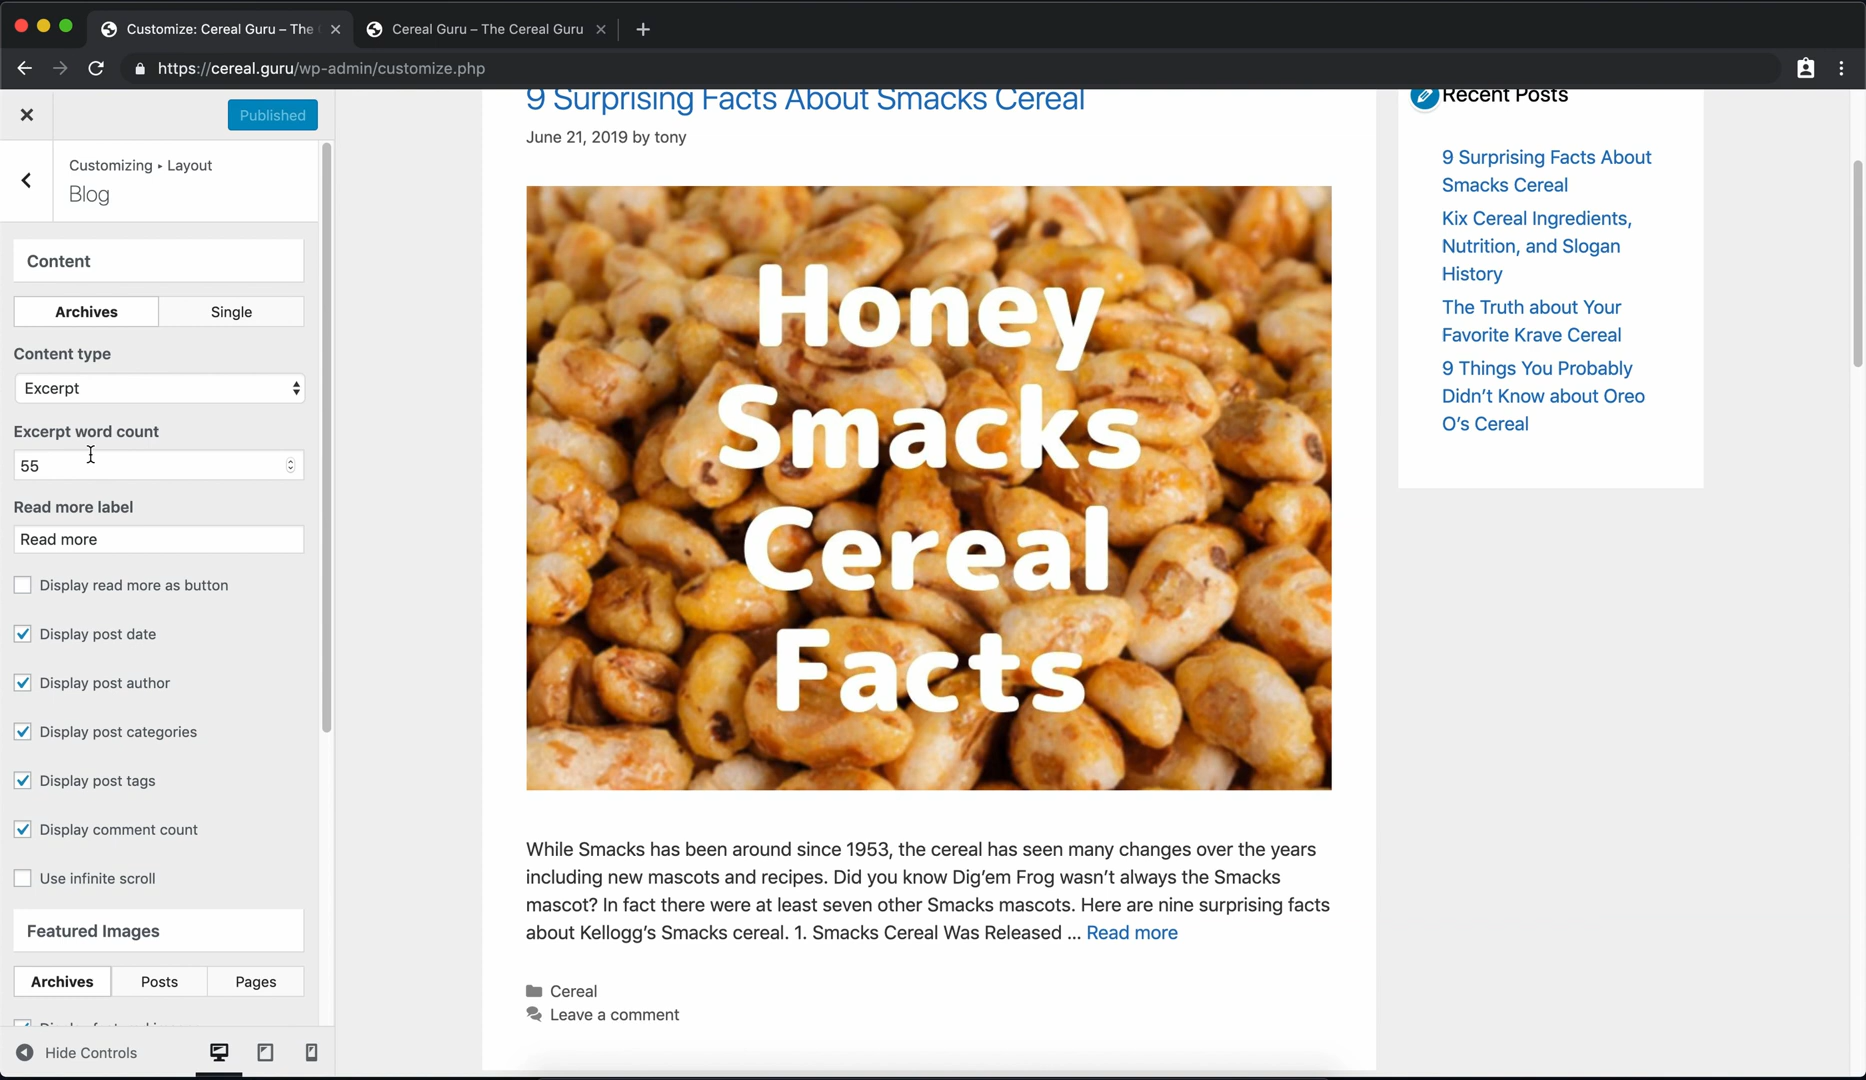 Customize: Cereal Guru – The
Cereal Guru – The Cereal Guru
https://cereal.guru/wp-admin/customize.php
Published
Customizing ▸ Layout
Blog
Content
Archives
Single
Content type
Excerpt
Excerpt word count
55
Read more label
Read more
Display read more as button
Display post date
Display post author
Display post categories
Display post tags
Display comment count
Use infinite scroll
Featured Images
Archives
Posts
Pages
Hide Controls
9 Surprising Facts About Smacks Cereal
June 21, 2019 by tony
Honey
Smacks
Cereal
Facts
While Smacks has been around since 1953, the cereal has seen many changes over the years
including new mascots and recipes. Did you know Dig’em Frog wasn’t always the Smacks
mascot? In fact there were at least seven other Smacks mascots. Here are nine surprising facts
about Kellogg’s Smacks cereal. 1. Smacks Cereal Was Released ... Read more
Cereal
Leave a comment
Recent Posts
9 Surprising Facts About
Smacks Cereal
Kix Cereal Ingredients,
Nutrition, and Slogan
History
The Truth about Your
Favorite Krave Cereal
9 Things You Probably
Didn’t Know about Oreo
O’s Cereal